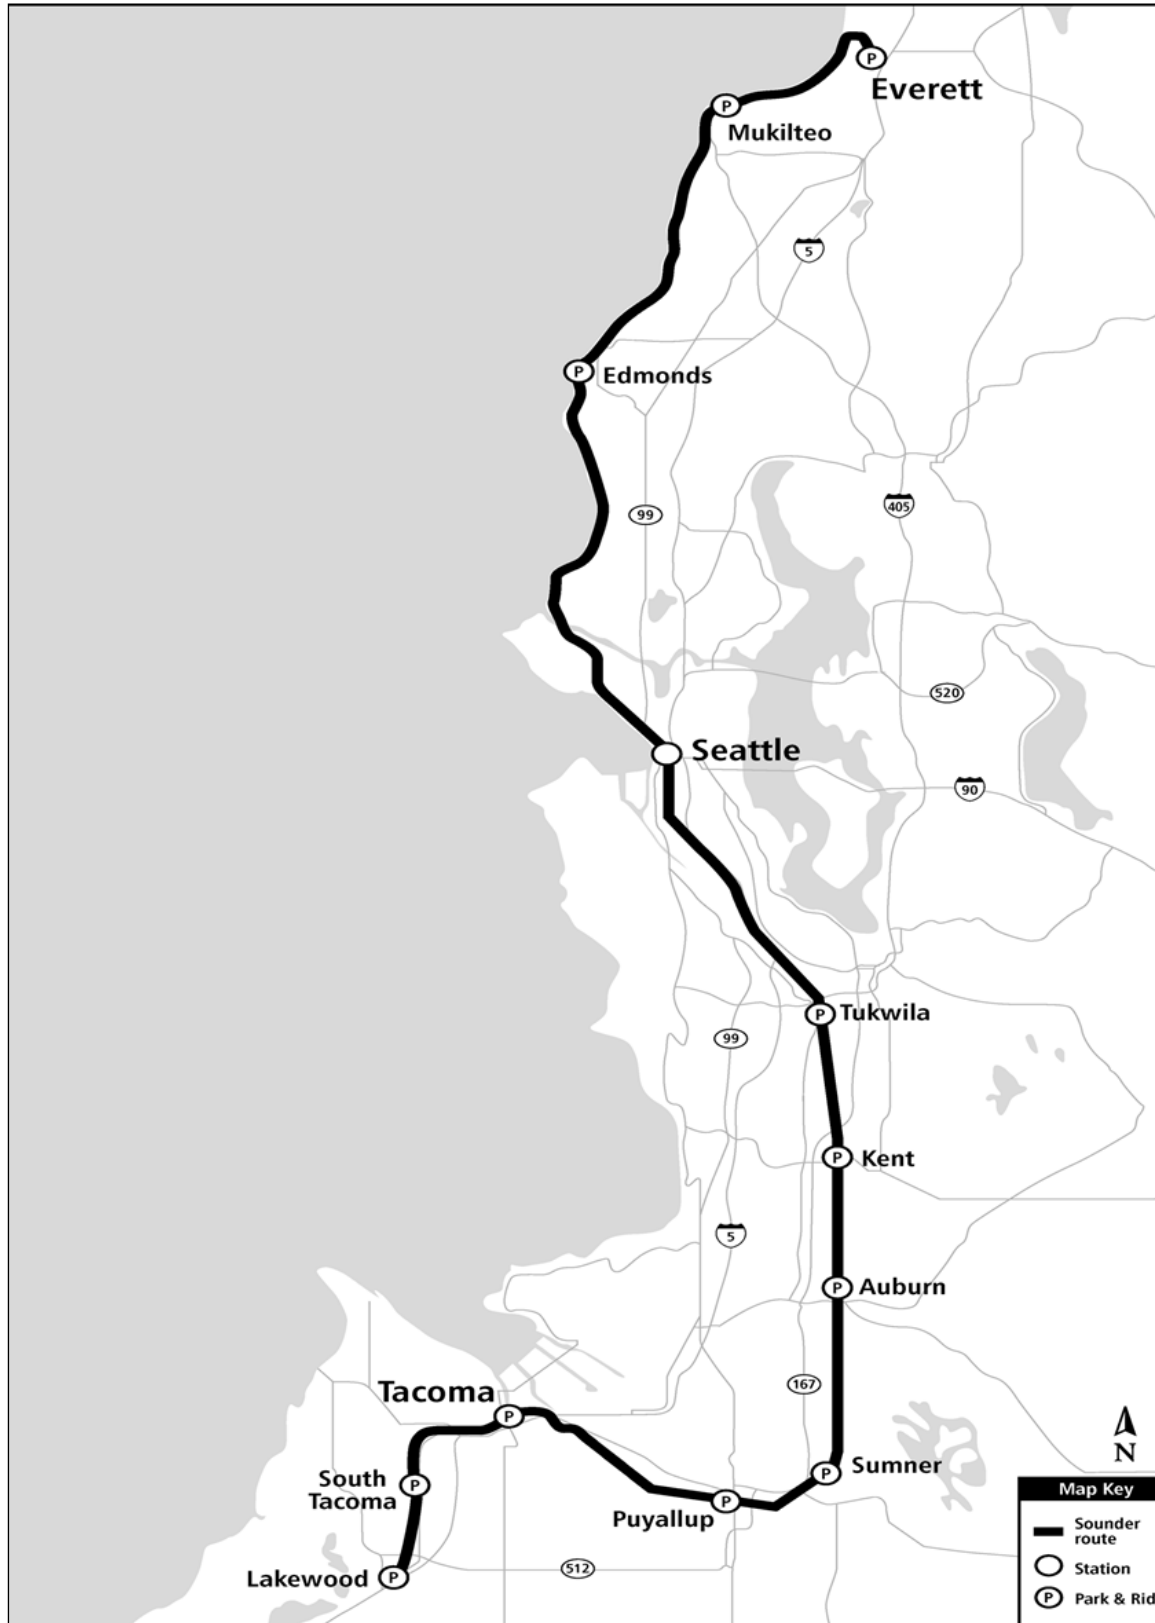 P
Everett
P
Mukilteo
5
P
Edmonds
99
405
520
Seattle
90
P
Tukwila
99
P
Kent
5
P
Auburn
167
Tacoma
P
N
P
Sumner
South
Tacoma
P
P
Puyallup
512
Lakewood
P
Map Key
Sounder
route
Station
P
Park & Rid